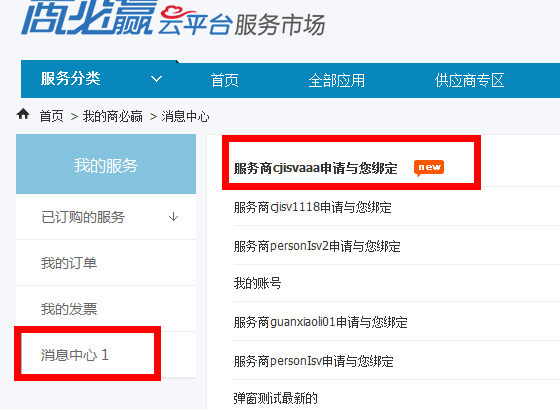 商必赢 云平台 服务市场
服务分类 首页 全部应用 供应商专区
首页 > 我的商必赢 > 消息中心
我的服务
已订购的服务 ↓
我的订单
我的发票
消息中心 1
服务商cjisvaaa申请与您绑定 new
服务商cjisv1118申请与您绑定
服务商personIsv2申请与您绑定
我的账号
服务商guanxiaoli01申请与您绑定
服务商personIsv申请与您绑定
弹窗测试最新的